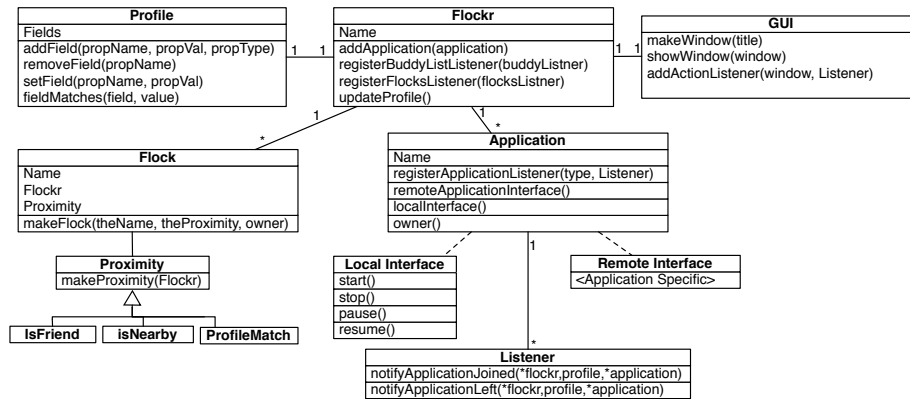 Profile
Fields
addField(propName, propVal, propType)
removeField(propName)
setField(propName, propVal)
fieldMatches(field, value)
1
1
Flockr
Name
addApplication(application)
registerBuddyListListener(buddyListner)
registerFlocksListener(flocksListner)
updateProfile()
1
1
GUI
makeWindow(title)
showWindow(window)
addActionListener(window, Listener)
1
*
1
*
Flock
Name
Flockr
Proximity
makeFlock(theName, theProximity, owner)
Application
Name
registerApplicationListener(type, Listener)
remoteApplicationInterface()
localInterface()
owner()
1
*
Proximity
makeProximity(Flockr)
IsFriend
isNearby
ProfileMatch
Local Interface
start()
stop()
pause()
resume()
Remote Interface
<Application Specific>
Listener
notifyApplicationJoined(*flockr,profile,*application)
notifyApplicationLeft(*flockr,profile,*application)